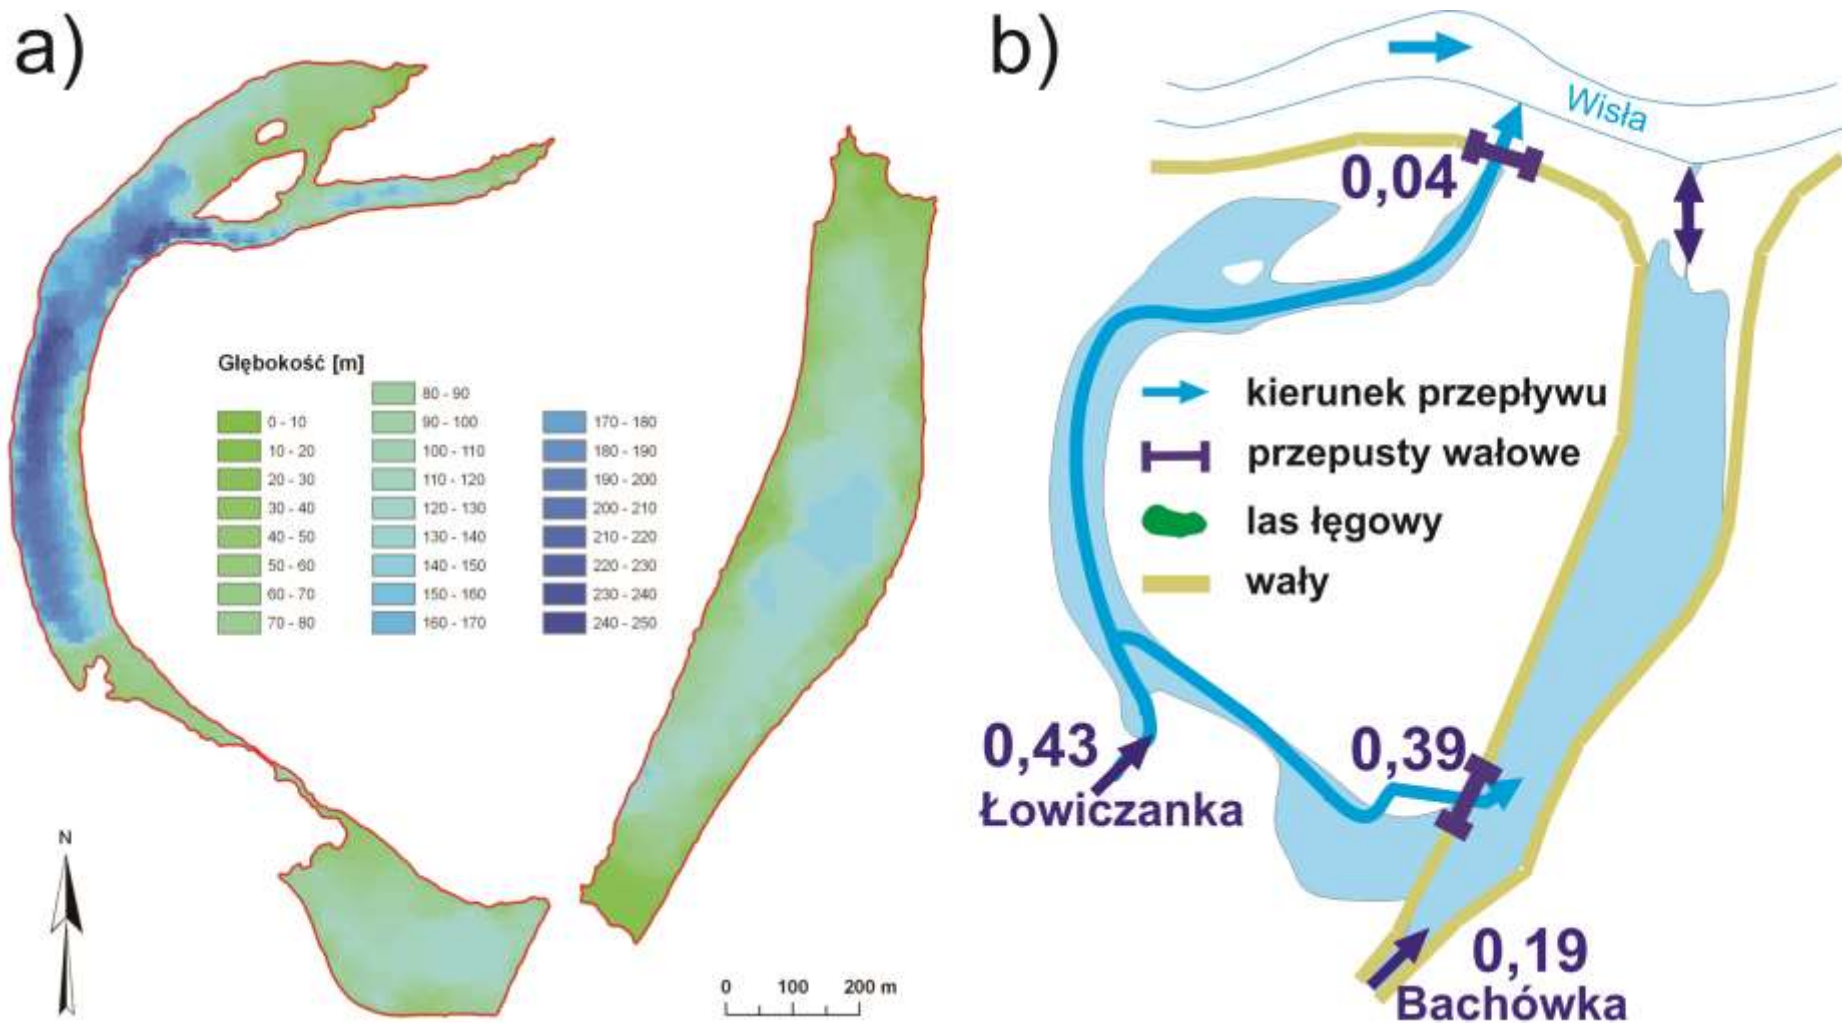 a)
Głębokość [m]
0 - 10
10 - 20
20 - 30
30 - 40
40 - 50
50 - 60
60 - 70
70 - 80
80 - 90
90 - 100
100 - 110
110 - 120
120 - 130
130 - 140
140 - 150
150 - 160
160 - 170
170 - 180
180 - 190
190 - 200
200 - 210
210 - 220
220 - 230
230 - 240
240 - 250
N
0 100 200 m
b)
Wisła
0,04
kierunek przepływu
przepusty wałowe
las łęgowy
wały
0,43
Łowiczanka
0,39
0,19
Bachówka